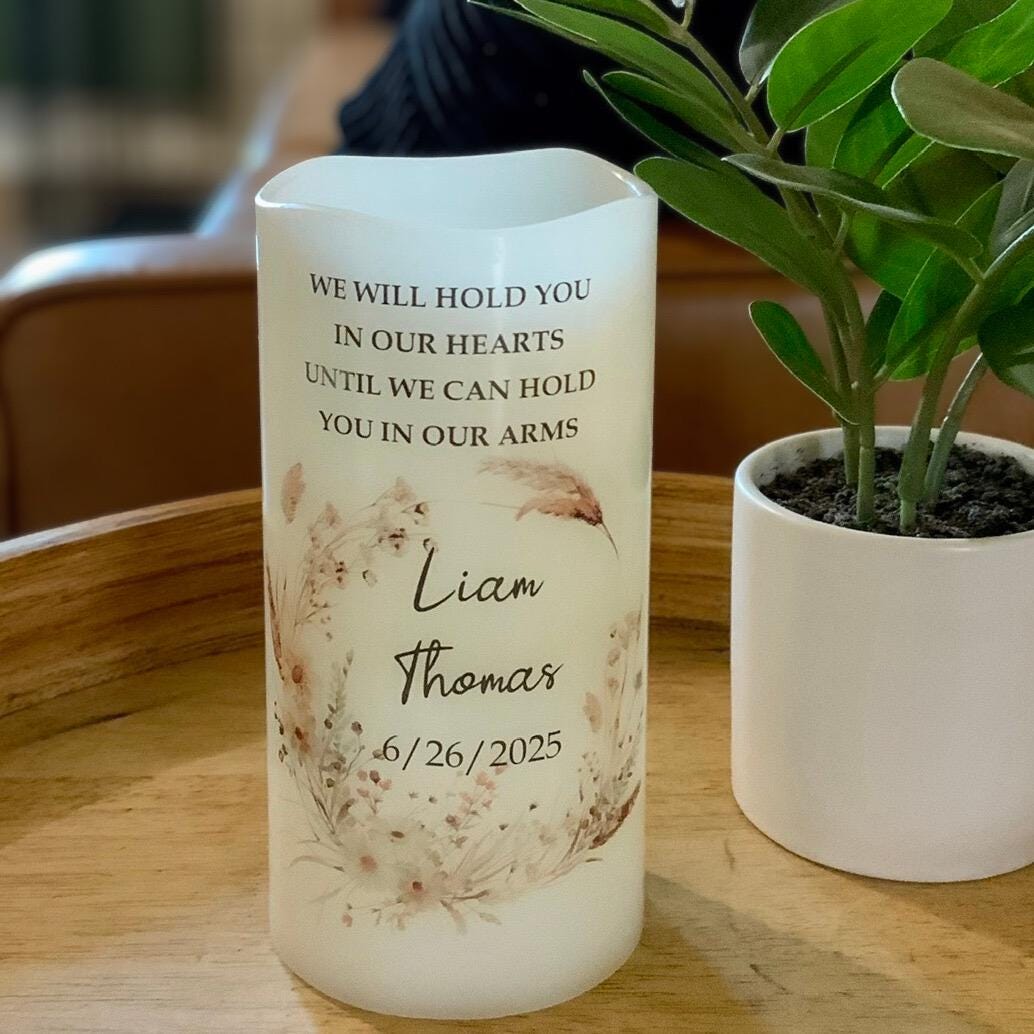 WE WILL HOLD YOU
IN OUR HEARTS
UNTIL WE CAN HOLD
YOU IN OUR ARMS
Liam
Thomas
6/26/2025